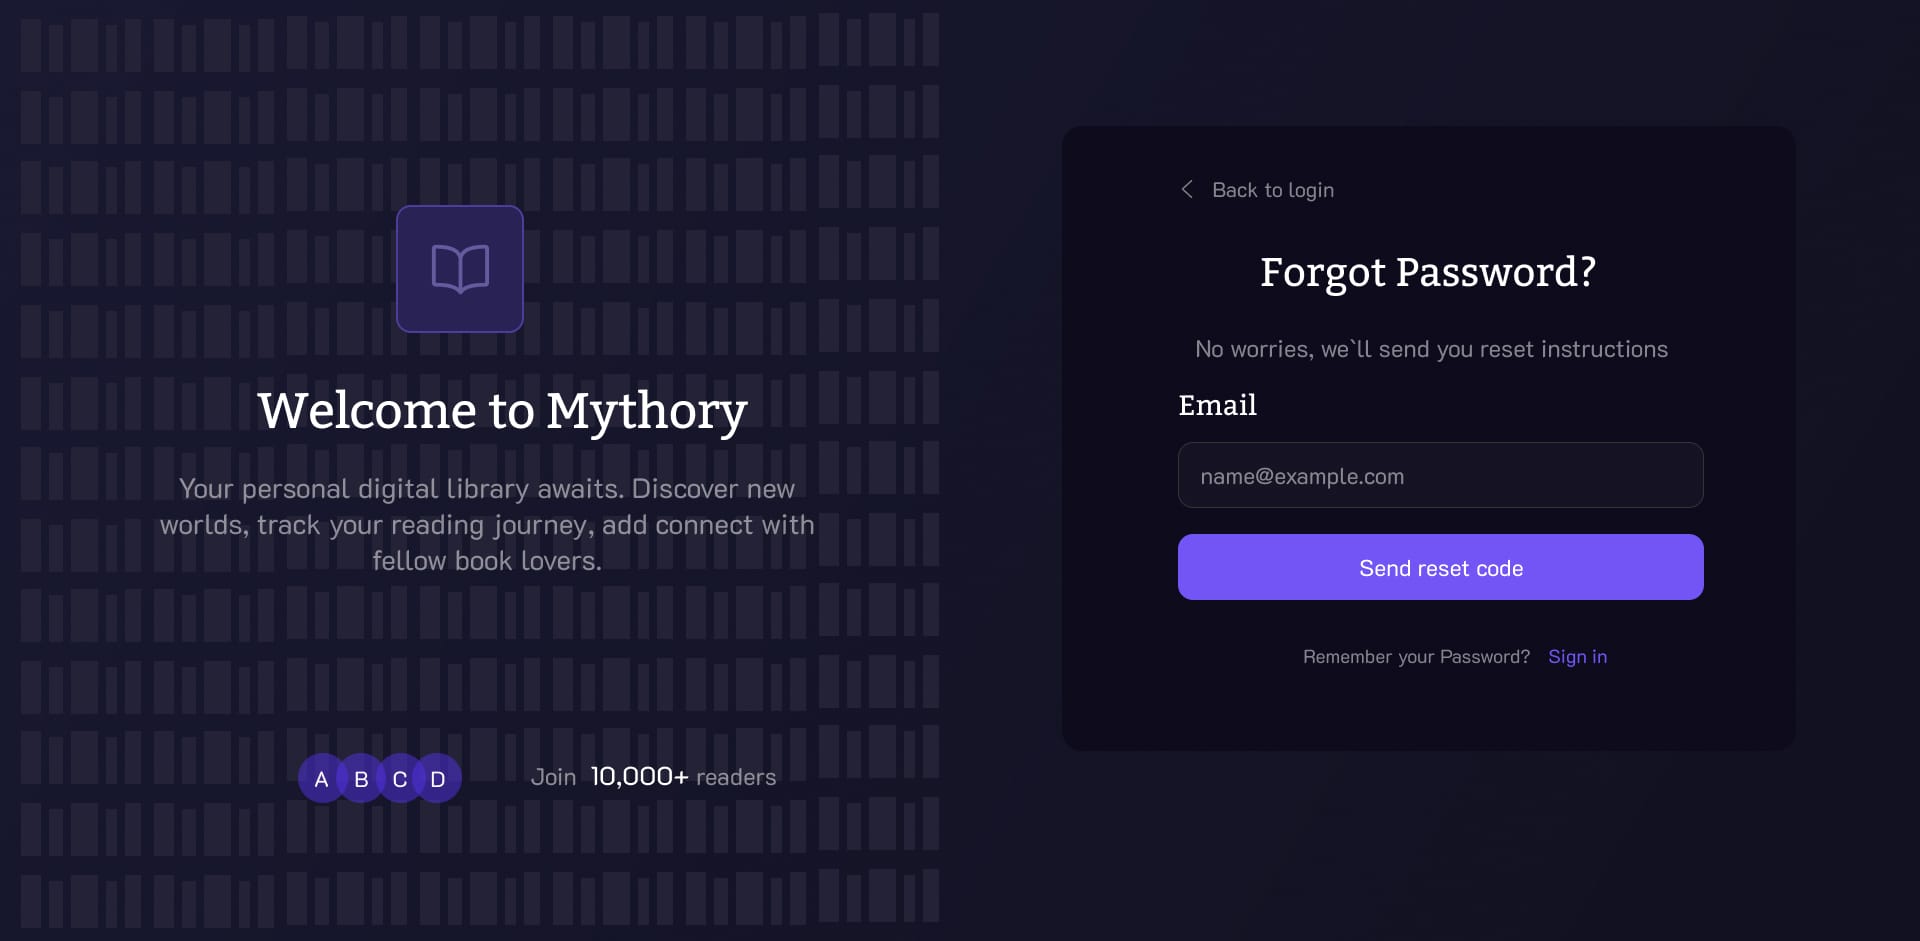 Welcome to Mythory
Your personal digital library awaits. Discover new
worlds, track your reading journey, add connect with
fellow book lovers.
A B C D
Join 10,000+ readers
Back to login
Forgot Password?
No worries, we`ll send you reset instructions
Email
name@example.com
Send reset code
Remember your Password? Sign in